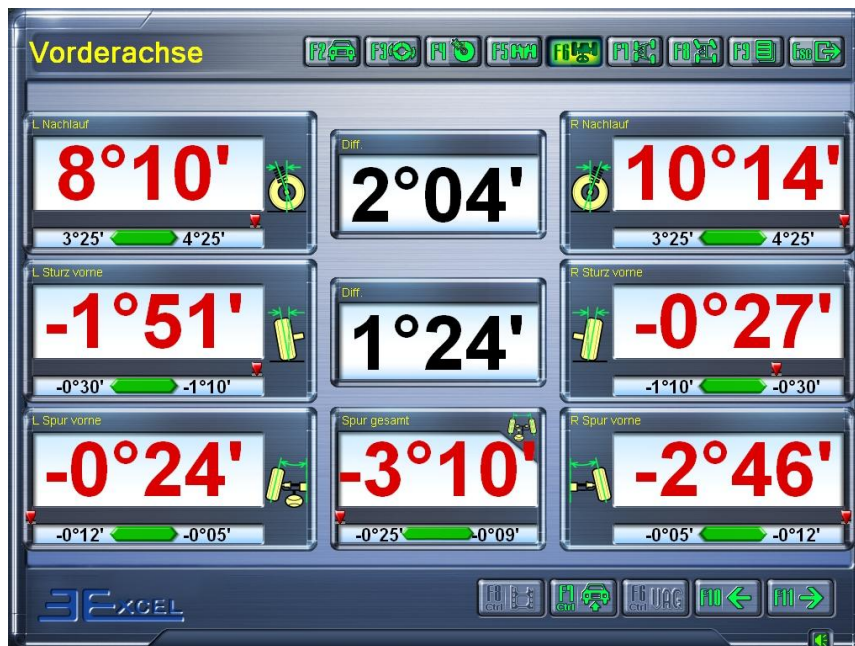 Vorderachse
F2
F3
F4
F5
F6
F7
F8
F9
Esc
L Nachlauf
8°10'
3°25' 4°25'
Diff.
2°04'
R Nachlauf
10°14'
3°25' 4°25'
L Sturz vorne
-1°51'
-0°30' -1°10'
Diff.
1°24'
R Sturz vorne
-0°27'
-1°10' -0°30'
L Spur vorne
-0°24'
-0°12' -0°05'
Spur gesamt
-3°10'
-0°25' -0°09'
R Spur vorne
-2°46'
-0°05' -0°12'
EXCEL
F8 Ctrl
Ctrl
F6 Ctrl UAG
F10
F11